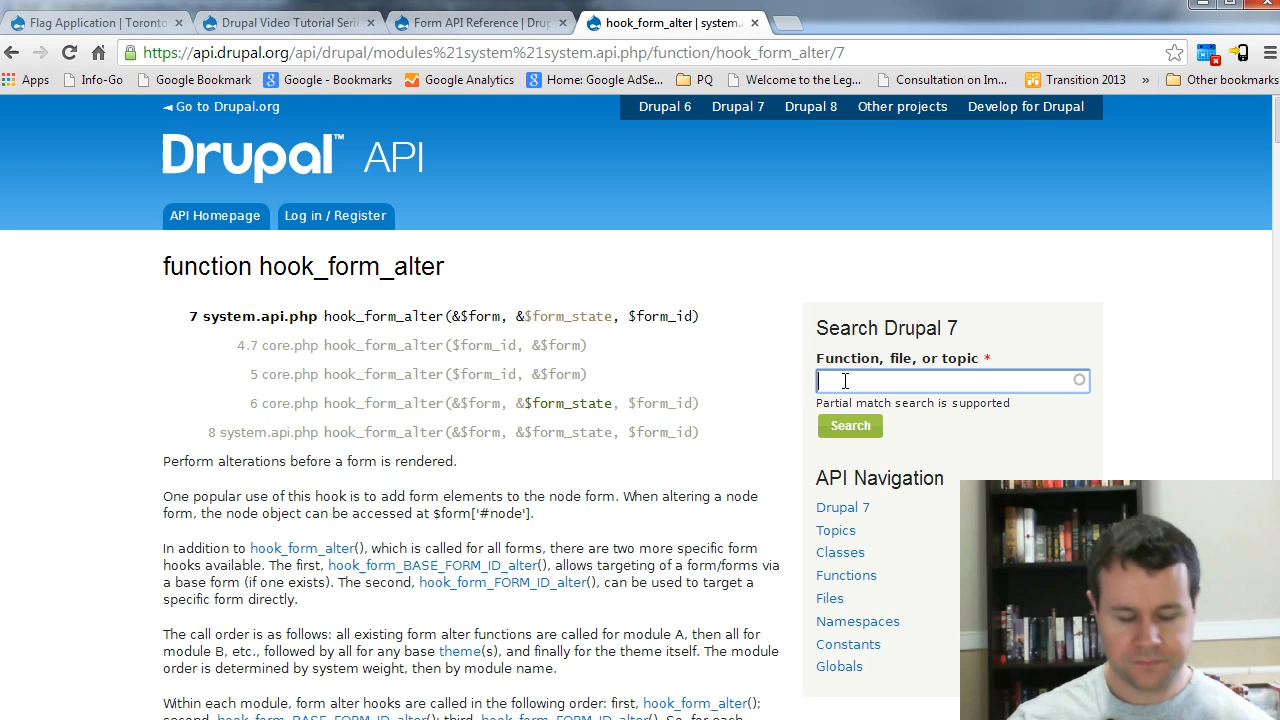 Flag Application | Toronto
Drupal Video Tutorial Serie
Form API Reference | Drup
hook_form_alter | system.
https://api.drupal.org/api/drupal/modules%21system%21system.api.php/function/hook_form_alter/7
Apps
Info-Go
Google Bookmark
Google - Bookmarks
Google Analytics
Home: Google AdSe...
PQ
Welcome to the Leg...
Consultation on Im...
Transition 2013
»
Other bookmarks
Go to Drupal.org
Drupal 6
Drupal 7
Drupal 8
Other projects
Develop for Drupal
Drupal™ API
API Homepage
Log in / Register
function hook_form_alter
7 system.api.php hook_form_alter(&$form, &$form_state, $form_id)
4.7 core.php hook_form_alter($form_id, &$form)
5 core.php hook_form_alter($form_id, &$form)
6 core.php hook_form_alter(&$form, &$form_state, $form_id)
8 system.api.php hook_form_alter(&$form, &$form_state, $form_id)
Perform alterations before a form is rendered.
One popular use of this hook is to add form elements to the node form. When altering a node
form, the node object can be accessed at $form['#node'].
In addition to hook_form_alter(), which is called for all forms, there are two more specific form
hooks available. The first, hook_form_BASE_FORM_ID_alter(), allows targeting of a form/forms via
a base form (if one exists). The second, hook_form_FORM_ID_alter(), can be used to target a
specific form directly.
The call order is as follows: all existing form alter functions are called for module A, then all for
module B, etc., followed by all for any base theme(s), and finally for the theme itself. The module
order is determined by system weight, then by module name.
Within each module, form alter hooks are called in the following order: first, hook_form_alter();
second, hook_form_BASE_FORM_ID_alter(); third, hook_form_FORM_ID_alter(). So, for each
Search Drupal 7
Function, file, or topic *
Partial match search is supported
Search
API Navigation
Drupal 7
Topics
Classes
Functions
Files
Namespaces
Constants
Globals